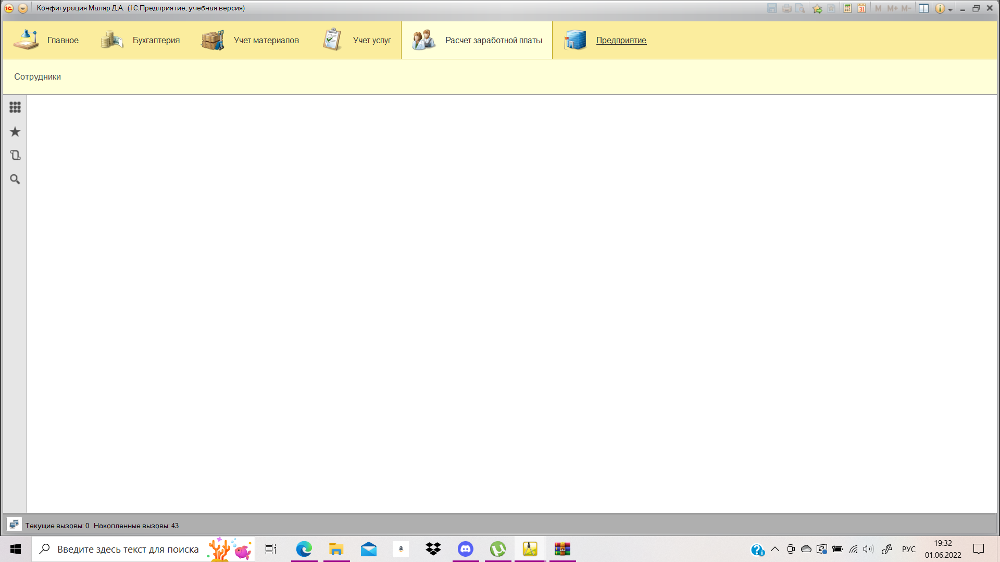 Конфигурация Маляр Д.А. (1С:Предприятие, учебная версия)
31 M M+ M-
Главное Бухгалтерия Учет материалов Учет услуг Расчет заработной платы Предприятие
Сотрудники
Текущие вызовы: 0 Накопленные вызовы: 43
Введите здесь текст для поиска
a
РУС
19:32
01.06.2022